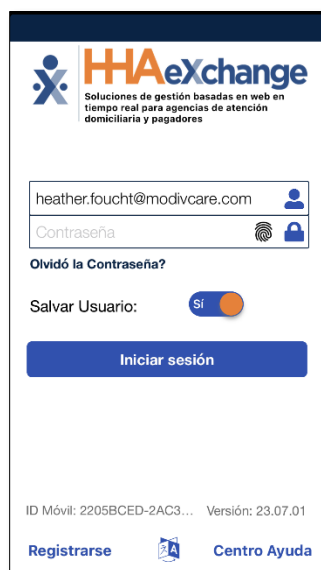 HHAeXchange
Soluciones de gestión basadas en web en
tiempo real para agencias de atención
domiciliaria y pagadores
heather.foucht@modivcare.com
Contraseña
Olvidó la Contraseña?
Salvar Usuario: Sí
Iniciar sesión
ID Móvil: 2205BCED-2AC3... Versión: 23.07.01
Registrarse A Centro Ayuda